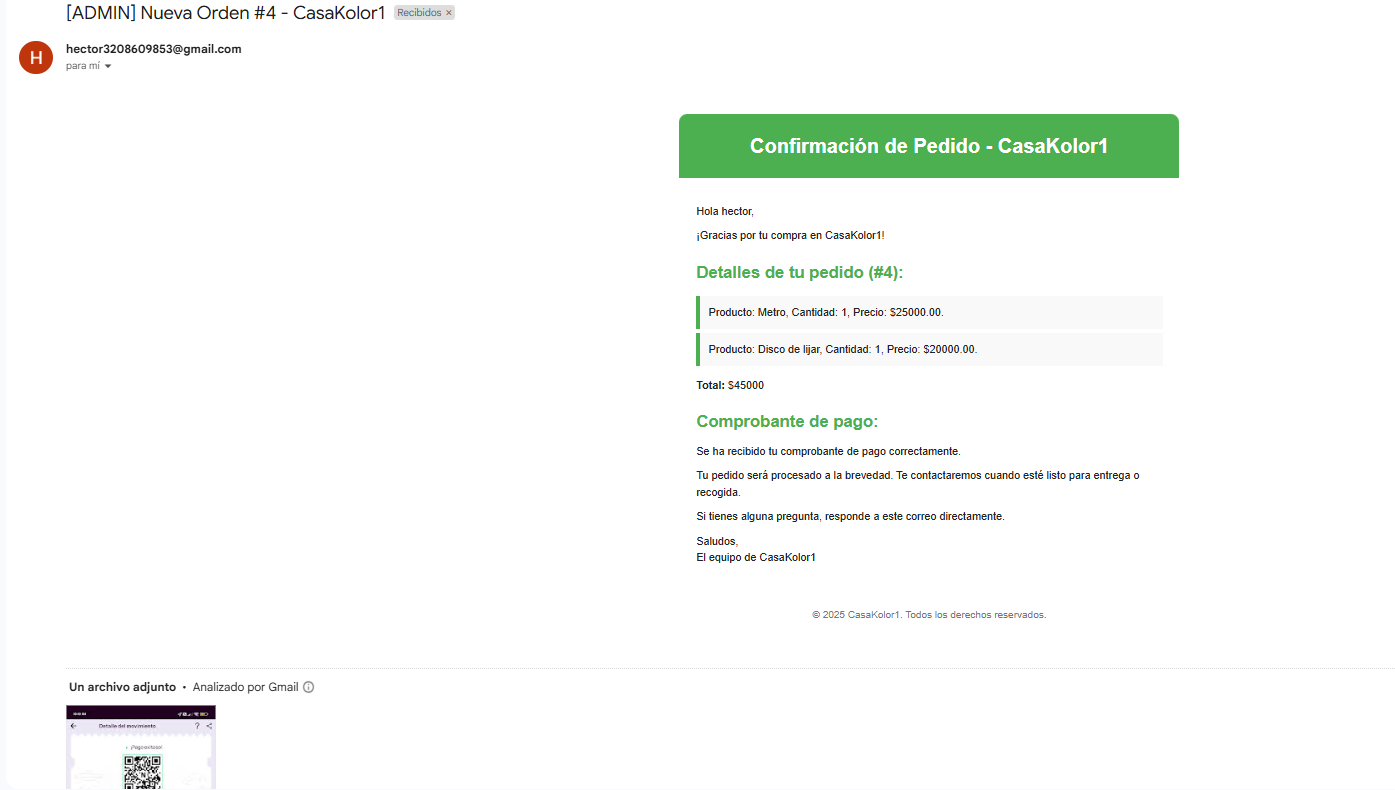 [ADMIN] Nueva Orden #4 - CasaKolor1 Recibidos ×
H
hector3208609853@gmail.com
para mí
Confirmación de Pedido - CasaKolor1
Hola hector,
¡Gracias por tu compra en CasaKolor1!
Detalles de tu pedido (#4):
Producto: Metro, Cantidad: 1, Precio: $25000.00.
Producto: Disco de lijar, Cantidad: 1, Precio: $20000.00.
Total: $45000
Comprobante de pago:
Se ha recibido tu comprobante de pago correctamente.
Tu pedido será procesado a la brevedad. Te contactaremos cuando esté listo para entrega o
recogida.
Si tienes alguna pregunta, responde a este correo directamente.
Saludos,
El equipo de CasaKolor1
© 2025 CasaKolor1. Todos los derechos reservados.
Un archivo adjunto • Analizado por Gmail
Detalle del movimiento
¡Pago exitoso!